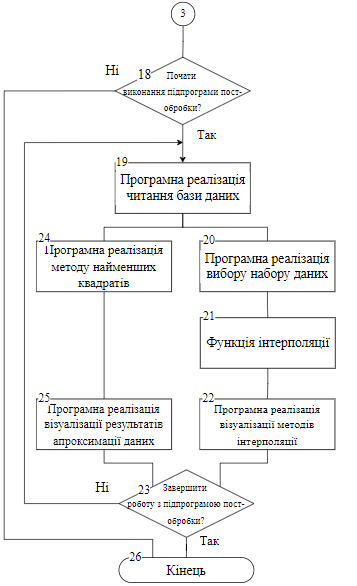 3
Ні
18
Почати
виконання підпрограми пост-
обробки?
Так
19
Програмна реалізація
читання бази даних
24
Програмна реалізація
методу найменших
квадратів
20
Програмна реалізація
вибору набору даних
21
Функція інтерполяції
25
Програмна реалізація
візуалізації результатів
апроксимації даних
22
Програмна реалізація
візуалізації методів
інтерполяції
Ні
23
Завершити
роботу з підпрограмою пост-
обробки?
Так
26
Кінець